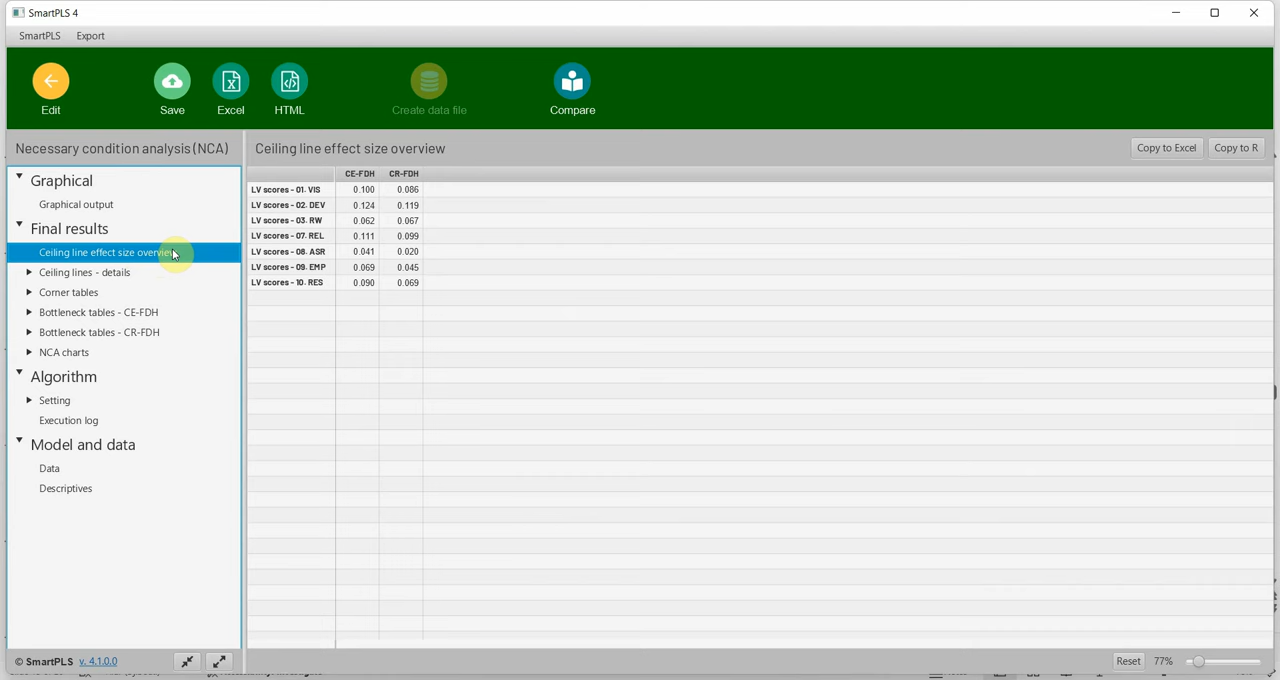 SmartPLS 4
SmartPLS Export
Edit Save Excel HTML Create data file Compare
Necessary condition analysis (NCA)
Graphical
Graphical output
Final results
Ceiling line effect size overview
Ceiling lines - details
Corner tables
Bottleneck tables - CE-FDH
Bottleneck tables - CR-FDH
NCA charts
Algorithm
Setting
Execution log
Model and data
Data
Descriptives
© SmartPLS v. 4.1.0.0
Ceiling line effect size overview
Copy to Excel Copy to R
CE-FDH CR-FDH
LV scores - 01. VIS 0.100 0.086
LV scores - 02. DEV 0.124 0.119
LV scores - 03. RW 0.062 0.067
LV scores - 07. REL 0.111 0.099
LV scores - 08. ASR 0.041 0.020
LV scores - 09. EMP 0.069 0.045
LV scores - 10. RES 0.090 0.069
Reset 77%